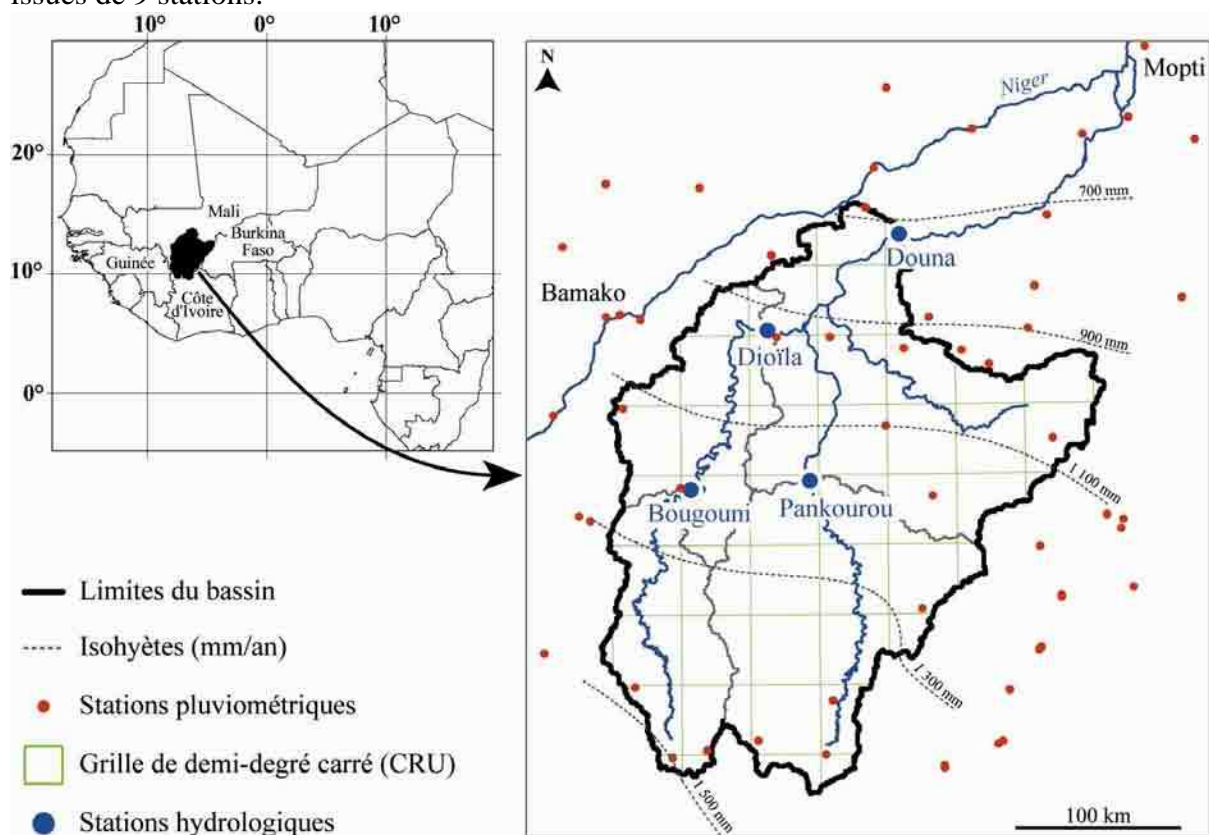 issues de 9 stations.
10°
0°
10°
20°
10°
0°
Mali
Burkina
Faso
Guinée
Côte
d'Ivoire
N
Niger
Mopti
700 mm
Douna
Bamako
900 mm
Dioïla
1 100 mm
Bougouni
Pankourou
1 300 mm
1 500 mm
100 km
Limites du bassin
Isohyètes (mm/an)
Stations pluviométriques
Grille de demi-degré carré (CRU)
Stations hydrologiques